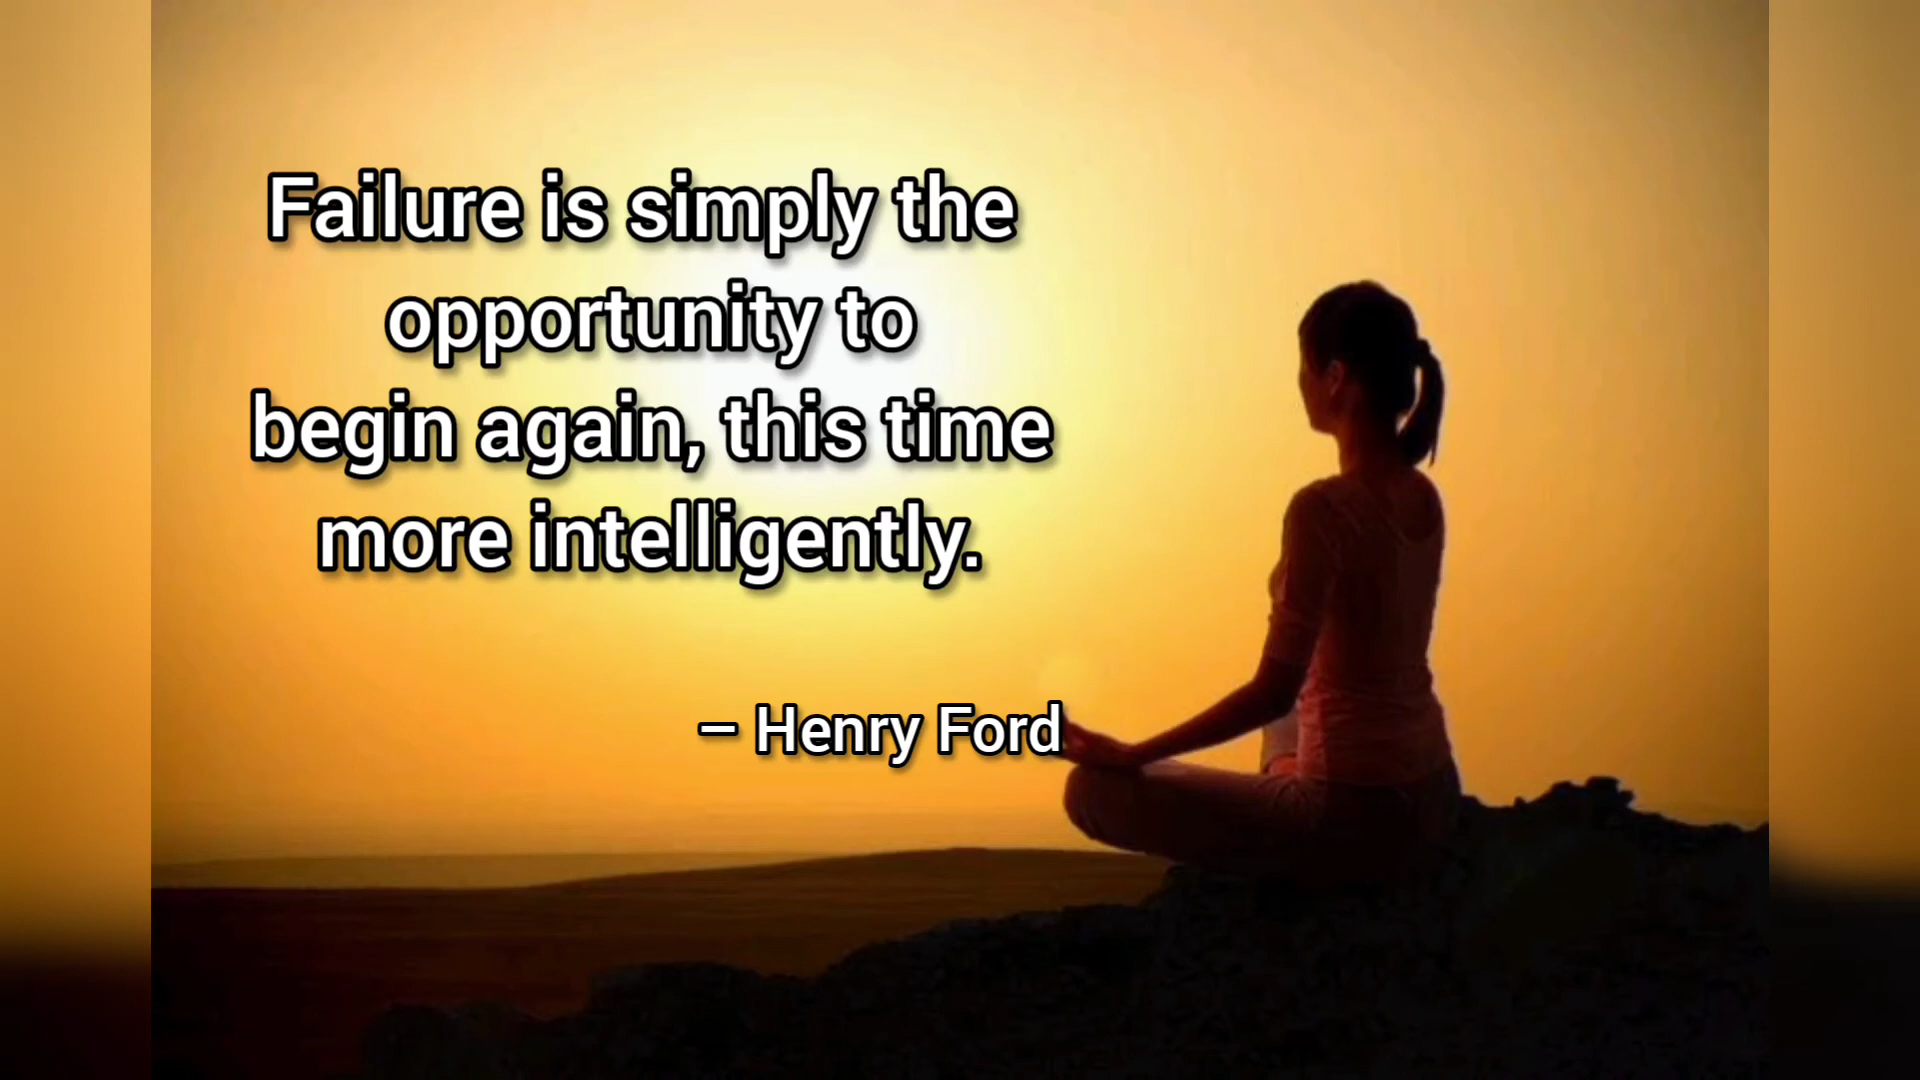 Failure is simply the
opportunity to
begin again, this time
more intelligently.
– Henry Ford